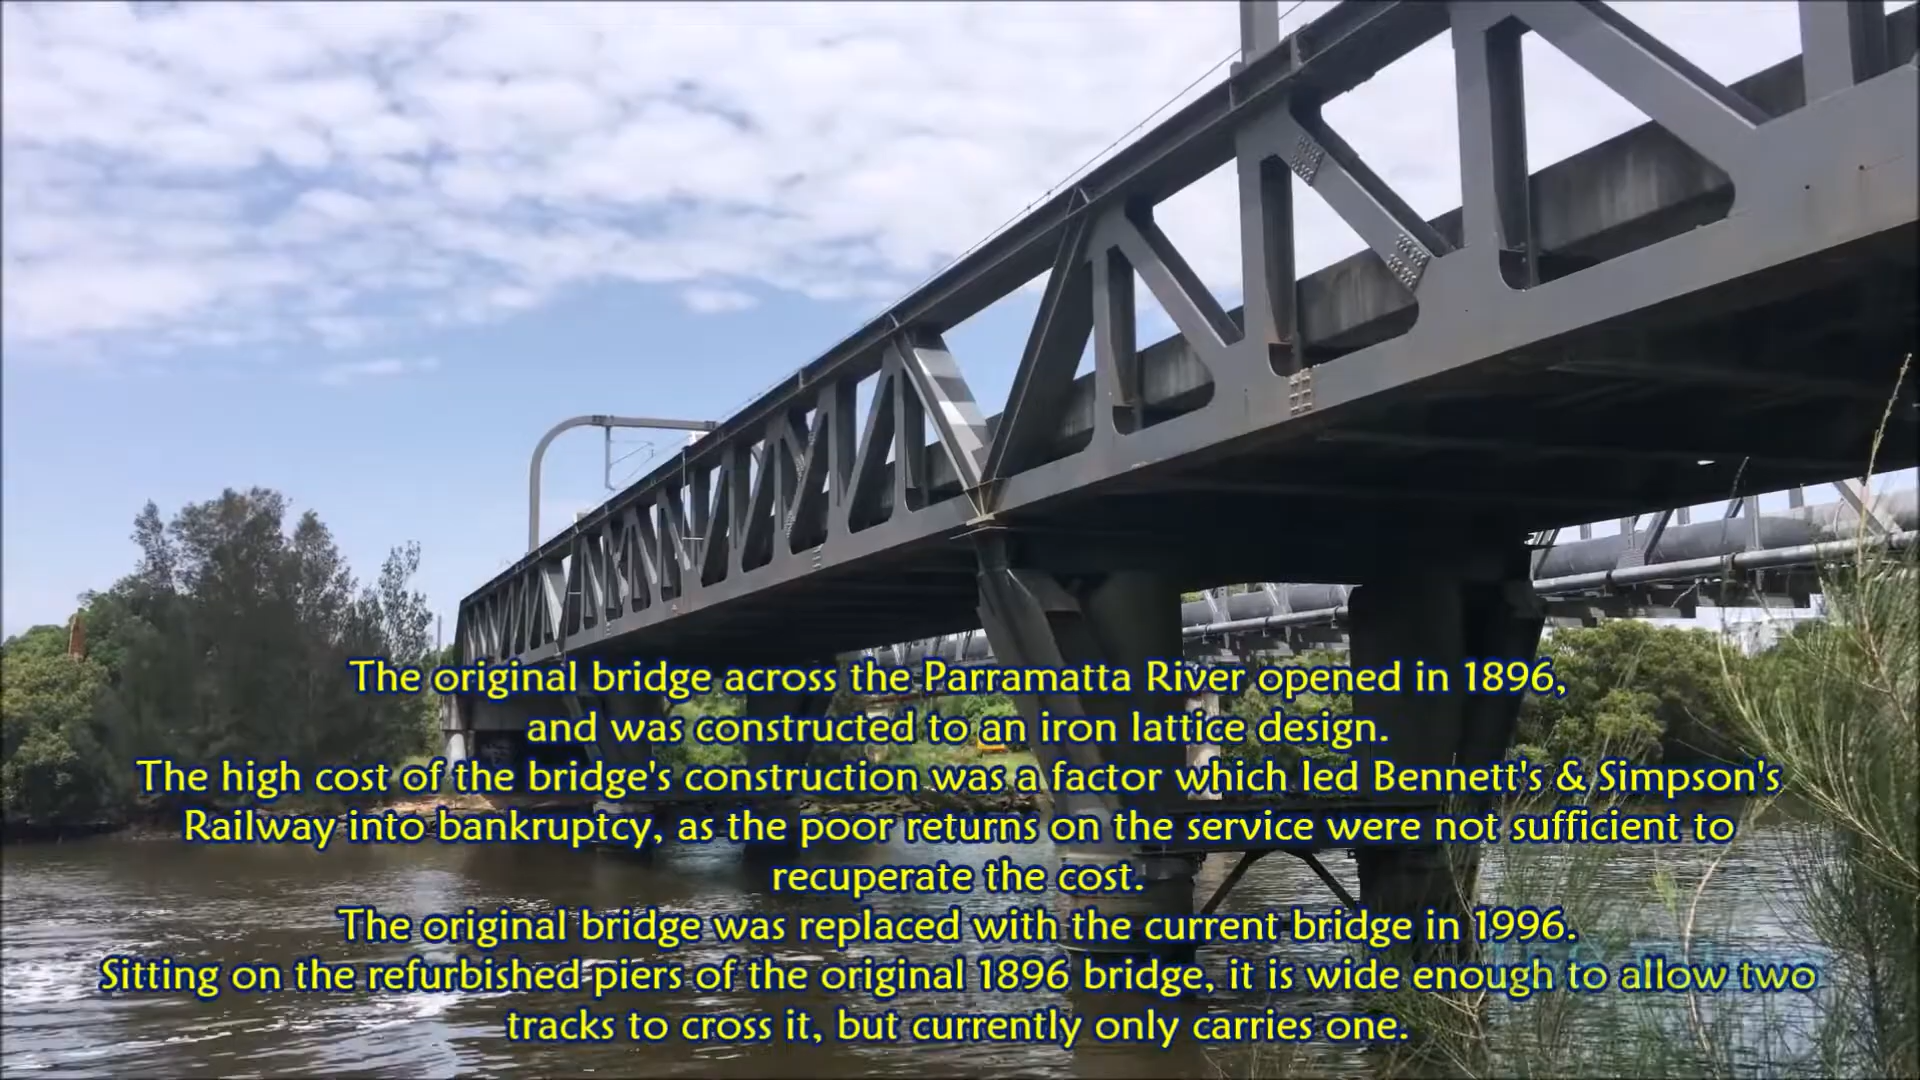 The original bridge across the Parramatta River opened in 1896,
and was constructed to an iron lattice design.
The high cost of the bridge's construction was a factor which led Bennett's & Simpson's
Railway into bankruptcy, as the poor returns on the service were not sufficient to
recuperate the cost.
The original bridge was replaced with the current bridge in 1996.
Sitting on the refurbished piers of the original 1896 bridge, it is wide enough to allow two
tracks to cross it, but currently only carries one.